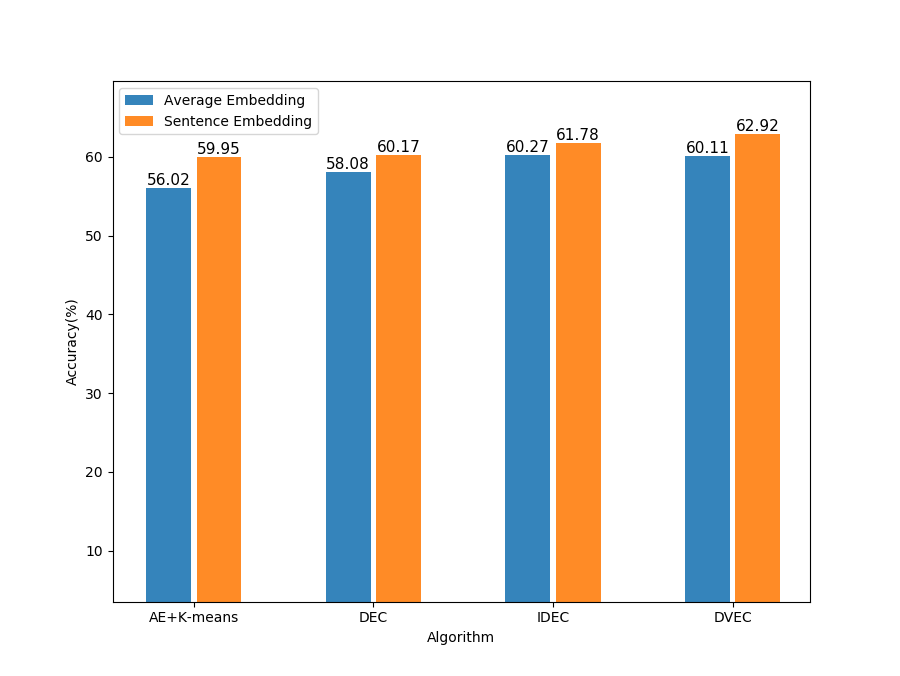 Average Embedding
Sentence Embedding
56.02
59.95
58.08
60.17
60.27
61.78
60.11
62.92
60
50
40
30
20
10
Accuracy(%)
AE+K-means
DEC
IDEC
DVEC
Algorithm